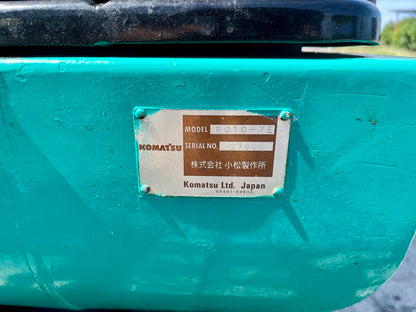 MODEL PC10-7E
KOMATSU
SERIAL NO.
株式会社 小松製作所
Komatsu Ltd. Japan